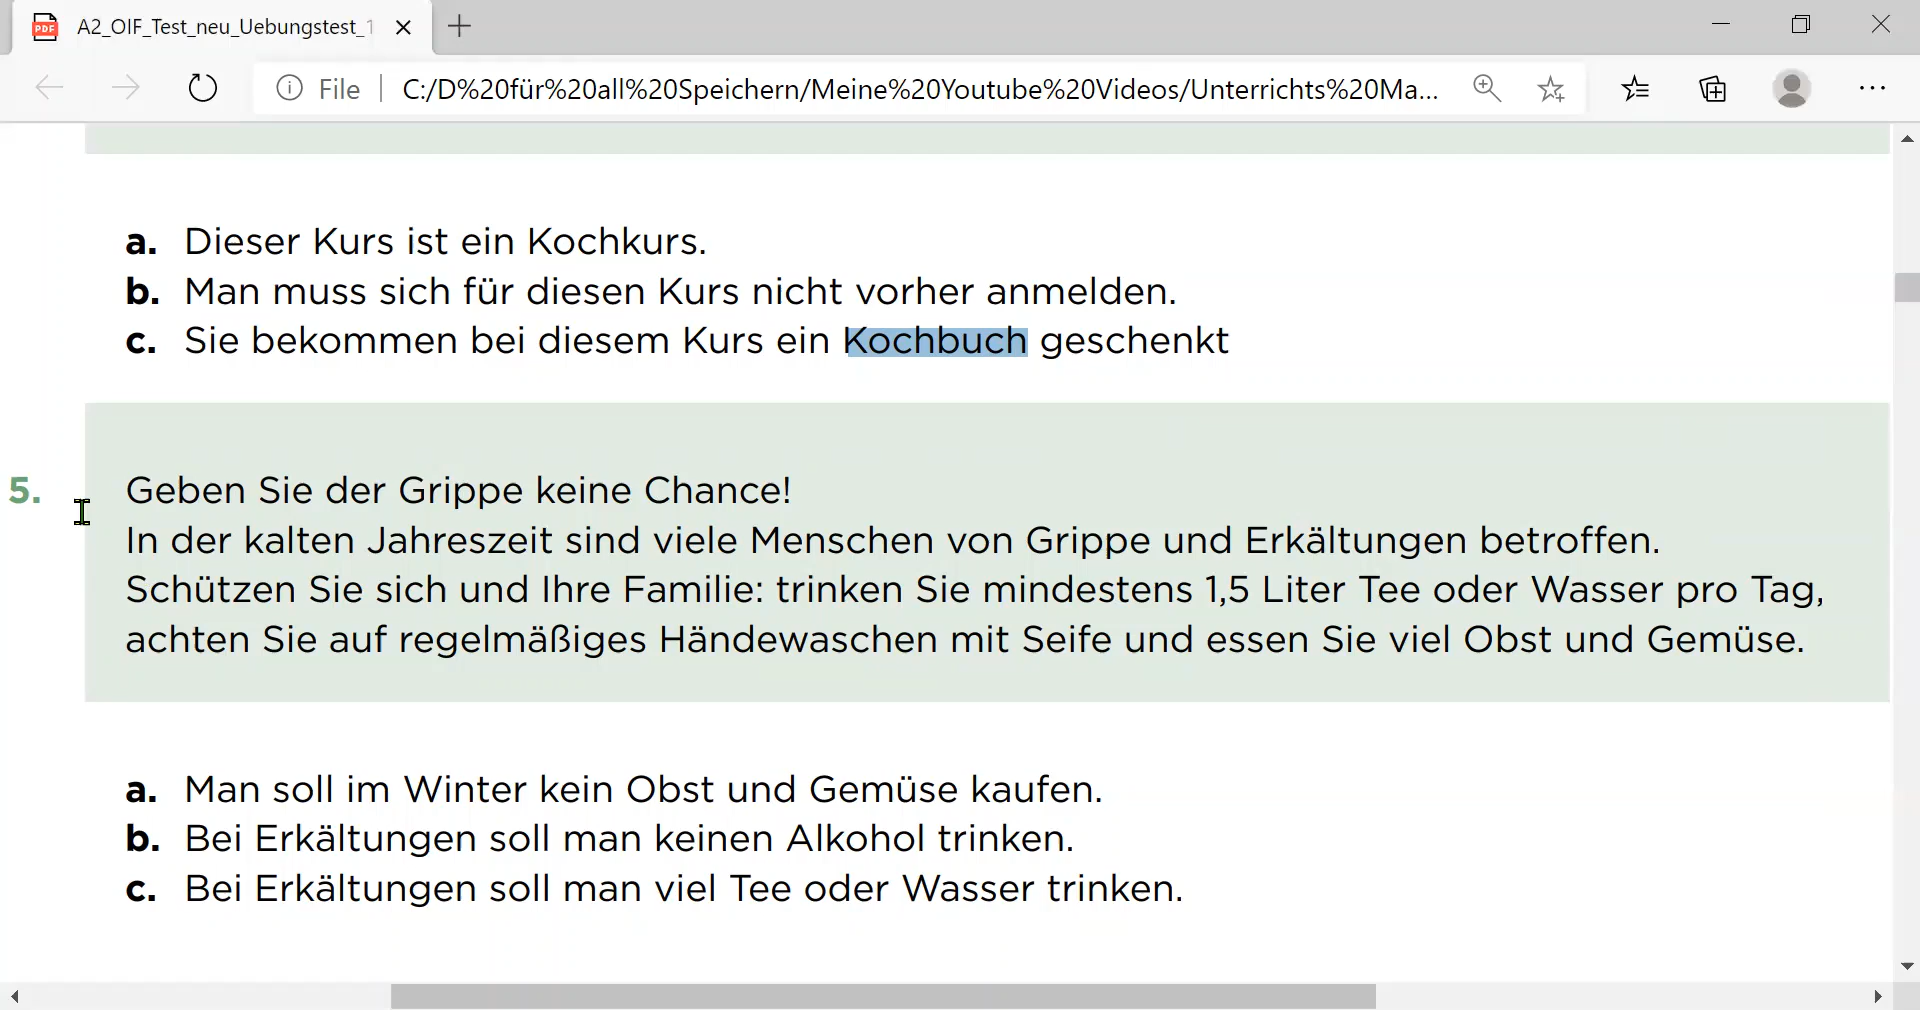 A2_OIF_Test_neu_Uebungstest_1
File
C:/D%20für%20all%20Speichern/Meine%20Youtube%20Videos/Unterrichts%20Ma...
a. Dieser Kurs ist ein Kochkurs.
b. Man muss sich für diesen Kurs nicht vorher anmelden.
c. Sie bekommen bei diesem Kurs ein Kochbuch geschenkt
5. Geben Sie der Grippe keine Chance!
In der kalten Jahreszeit sind viele Menschen von Grippe und Erkältungen betroffen.
Schützen Sie sich und Ihre Familie: trinken Sie mindestens 1,5 Liter Tee oder Wasser pro Tag,
achten Sie auf regelmäßiges Händewaschen mit Seife und essen Sie viel Obst und Gemüse.
a. Man soll im Winter kein Obst und Gemüse kaufen.
b. Bei Erkältungen soll man keinen Alkohol trinken.
c. Bei Erkältungen soll man viel Tee oder Wasser trinken.